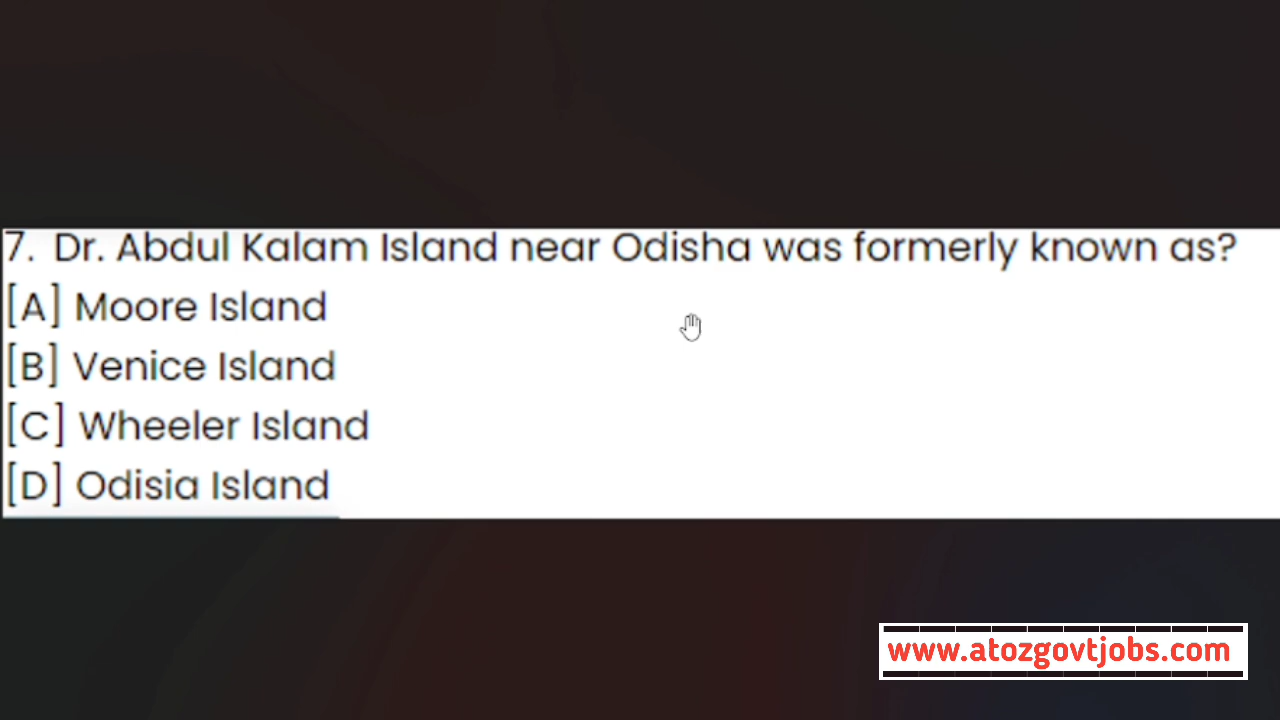 7. Dr. Abdul Kalam Island near Odisha was formerly known as?
[A] Moore Island
[B] Venice Island
[C] Wheeler Island
[D] Odisia Island
www.atozgovtjobs.com